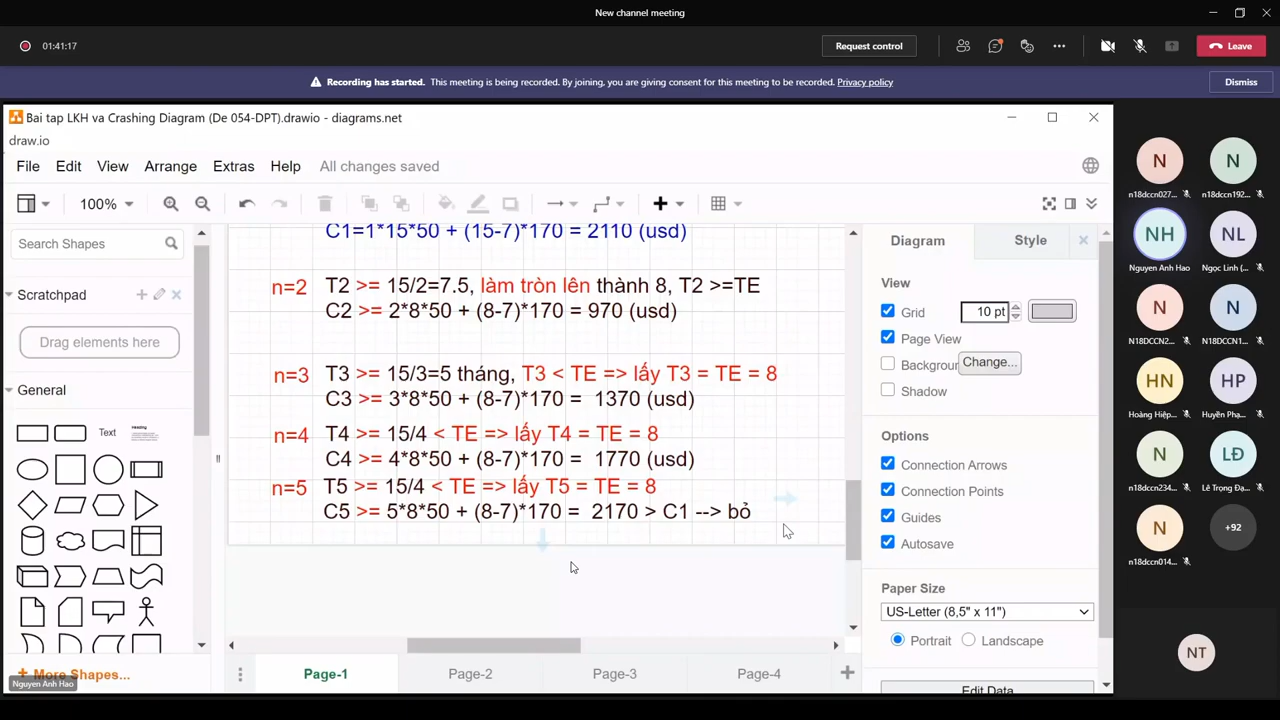 New channel meeting
01:41:17
Request control
Leave
Recording has started. This meeting is being recorded. By joining, you are giving consent for this meeting to be recorded. Privacy policy
Dismiss
Bai tap LKH va Crashing Diagram (De 054-DPT).drawio - diagrams.net
draw.io
File Edit View Arrange Extras Help All changes saved
100%
Search Shapes
Scratchpad
Drag elements here
General
Text
More Shapes...
Nguyen Anh Hao
C1=1*15*50 + (15-7)*170 = 2110 (usd)
n=2 T2 >= 15/2=7.5, làm tròn lên thành 8, T2 >=TE
C2 >= 2*8*50 + (8-7)*170 = 970 (usd)
n=3 T3 >= 15/3=5 tháng, T3 < TE => lấy T3 = TE = 8
C3 >= 3*8*50 + (8-7)*170 = 1370 (usd)
n=4 T4 >= 15/4 < TE => lấy T4 = TE = 8
C4 >= 4*8*50 + (8-7)*170 = 1770 (usd)
n=5 T5 >= 15/4 < TE => lấy T5 = TE = 8
C5 >= 5*8*50 + (8-7)*170 = 2170 > C1 --> bỏ
Page-1 Page-2 Page-3 Page-4
Diagram Style
View
Grid 10 pt
Page View
Backgroun Change...
Shadow
Options
Connection Arrows
Connection Points
Guides
Autosave
Paper Size
US-Letter (8,5" x 11")
Portrait Landscape
Edit Data
N N
n18dccn027... n18dccn192...
NH NL
Nguyen Anh Hao Ngọc Linh (...
N N
N18DCCN2... N18DCCN1...
HN HP
Hoàng Hiệp... Huyền Phạ...
N LĐ
n18dccn234... Lê Trọng Đạ...
N +92
n18dccn014...
NT